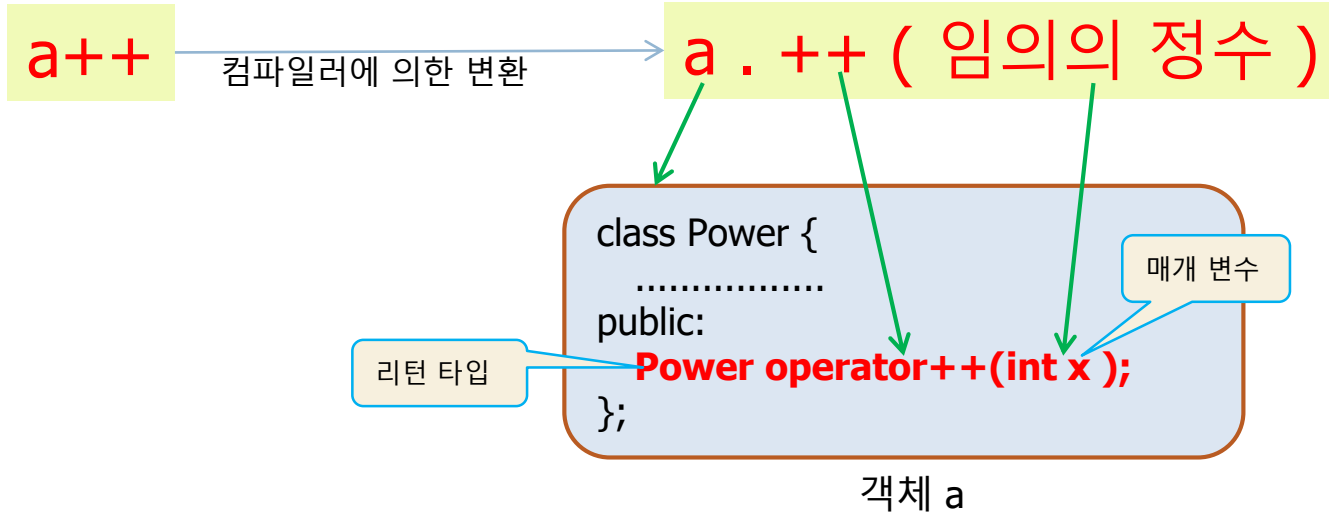 a++
컴파일러에 의한 변환
a . ++ ( 임의의 정수 )
class Power {
.................
public:
Power operator++(int x );
};
매개 변수
리턴 타입
객체 a